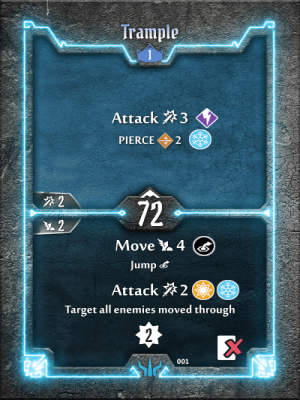 Trample
1
Attack 3
PIERCE 2
2
72
2
Move 4
Jump
Attack 2
Target all enemies moved through
2
001